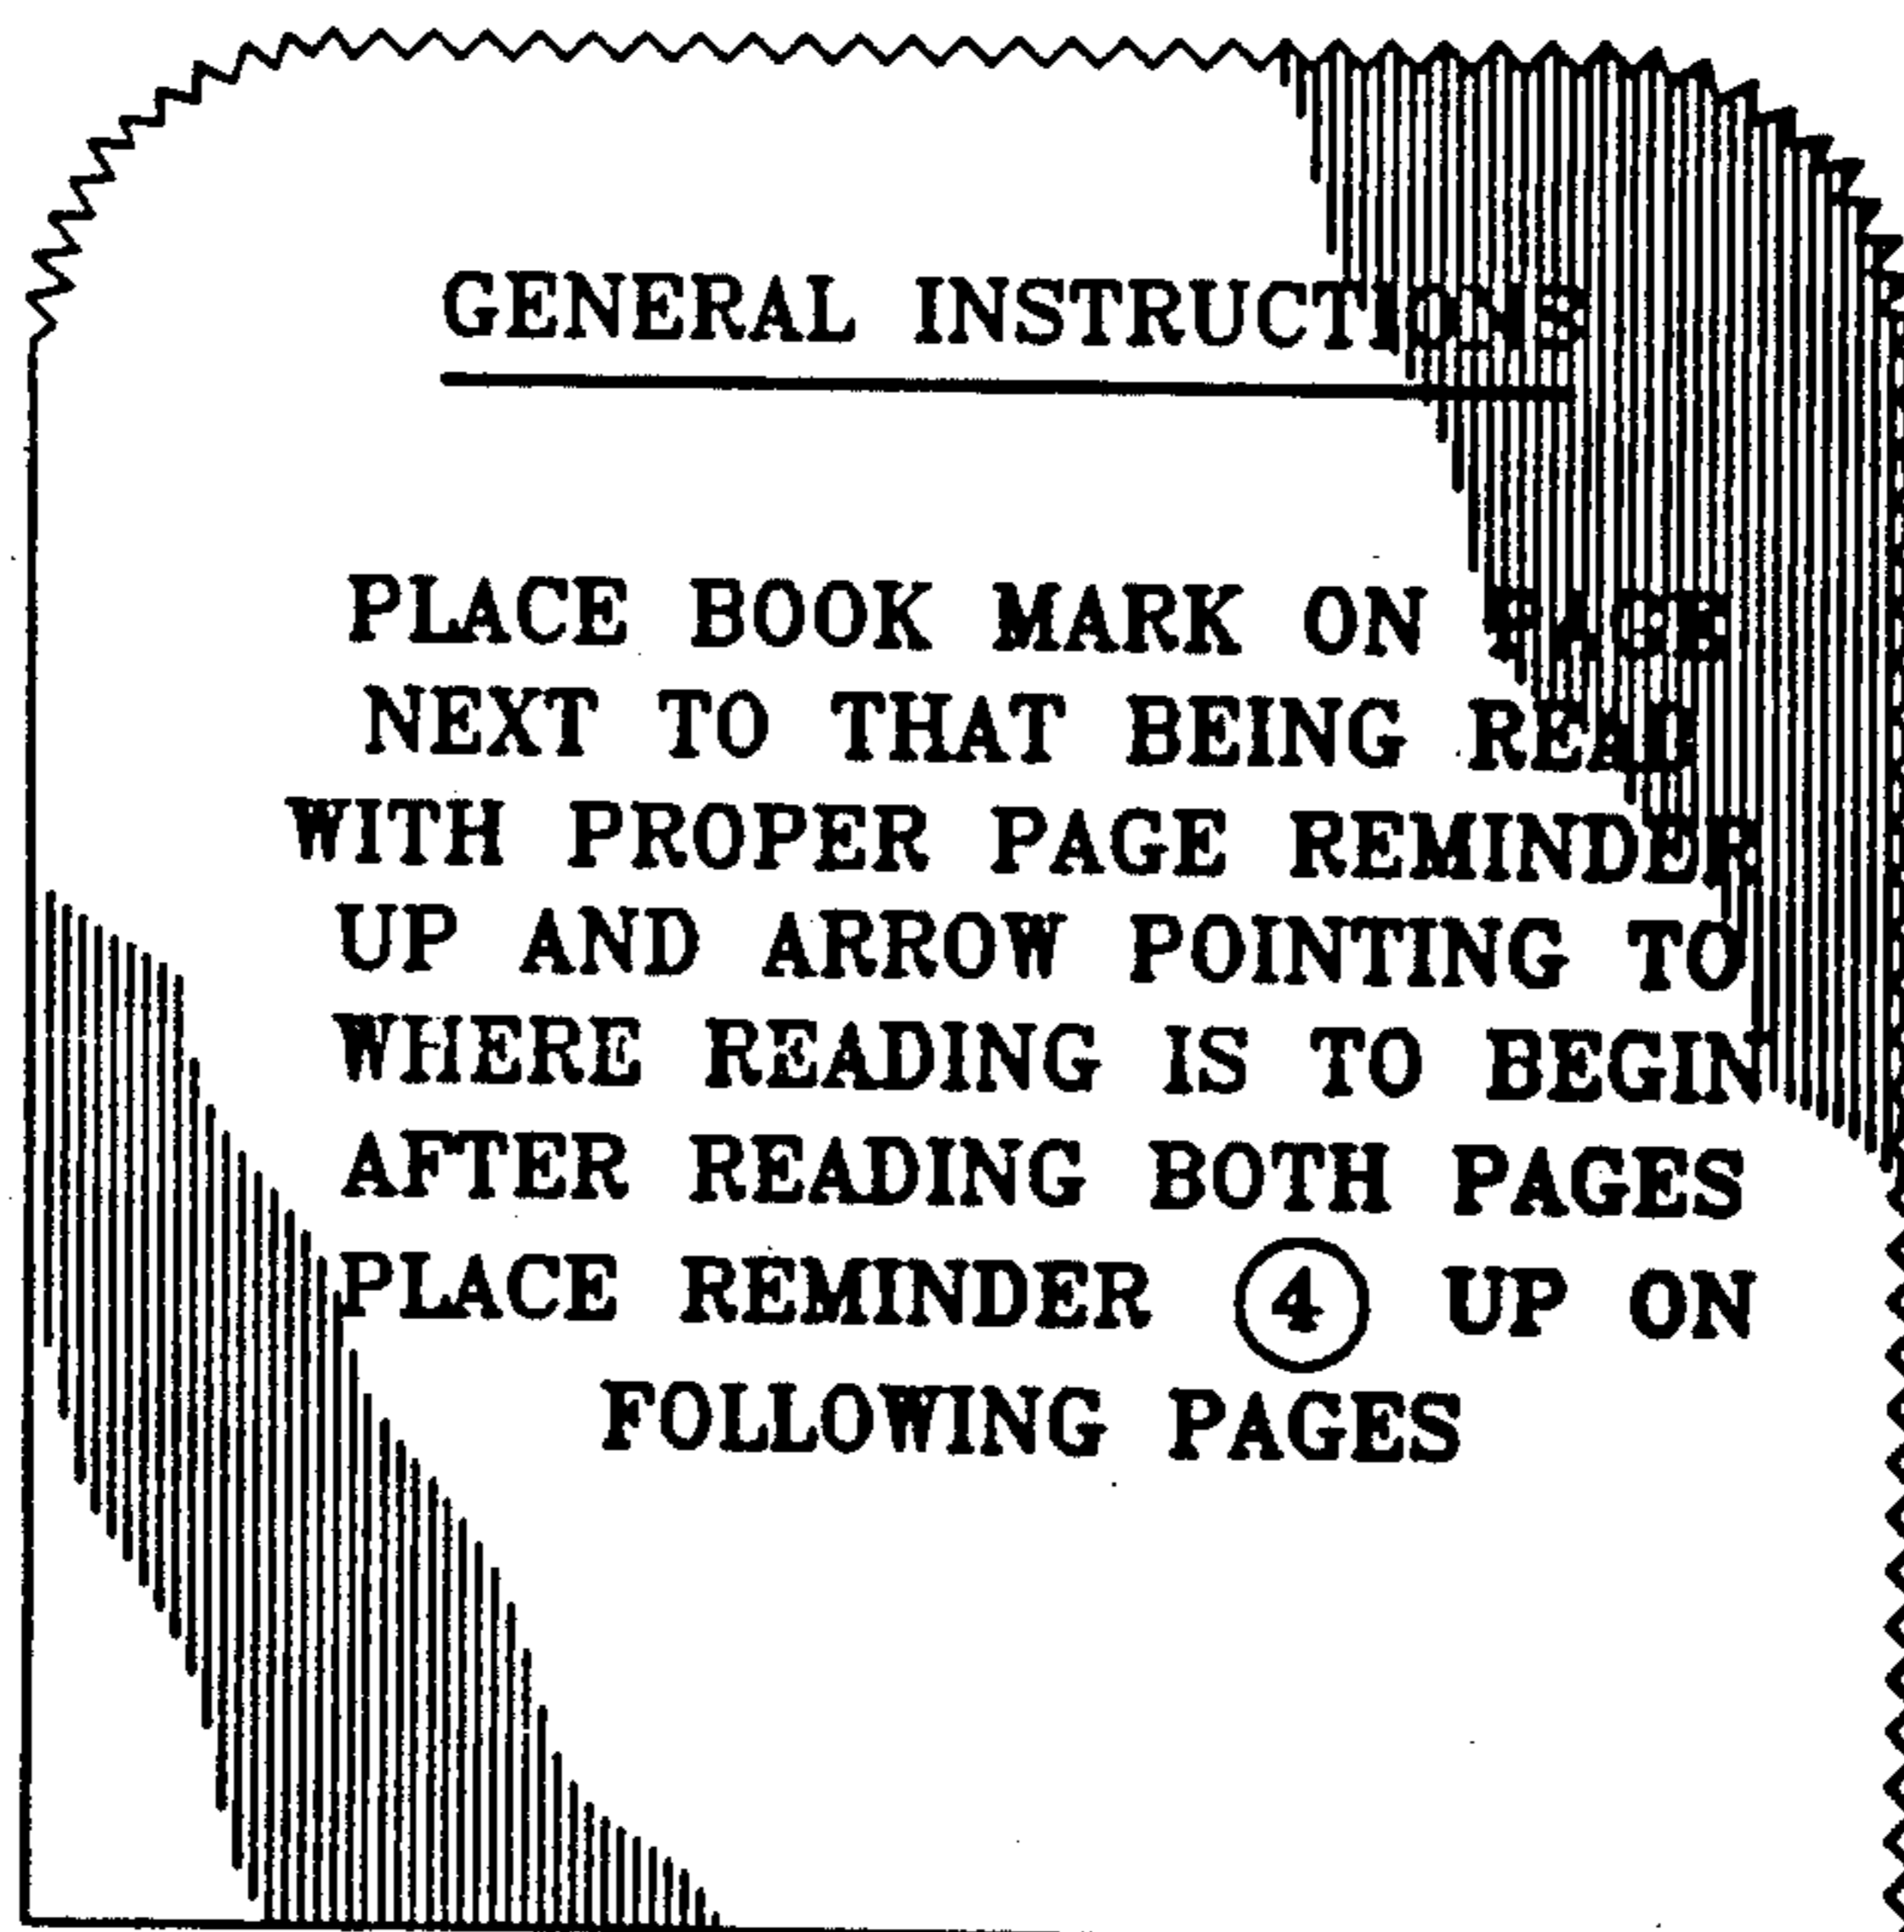 GENERAL INSTRUCTIONS
PLACE BOOK MARK ON PAGE
NEXT TO THAT BEING READ
WITH PROPER PAGE REMINDER
UP AND ARROW POINTING TO
WHERE READING IS TO BEGIN
AFTER READING BOTH PAGES
PLACE REMINDER 4 UP ON
FOLLOWING PAGES